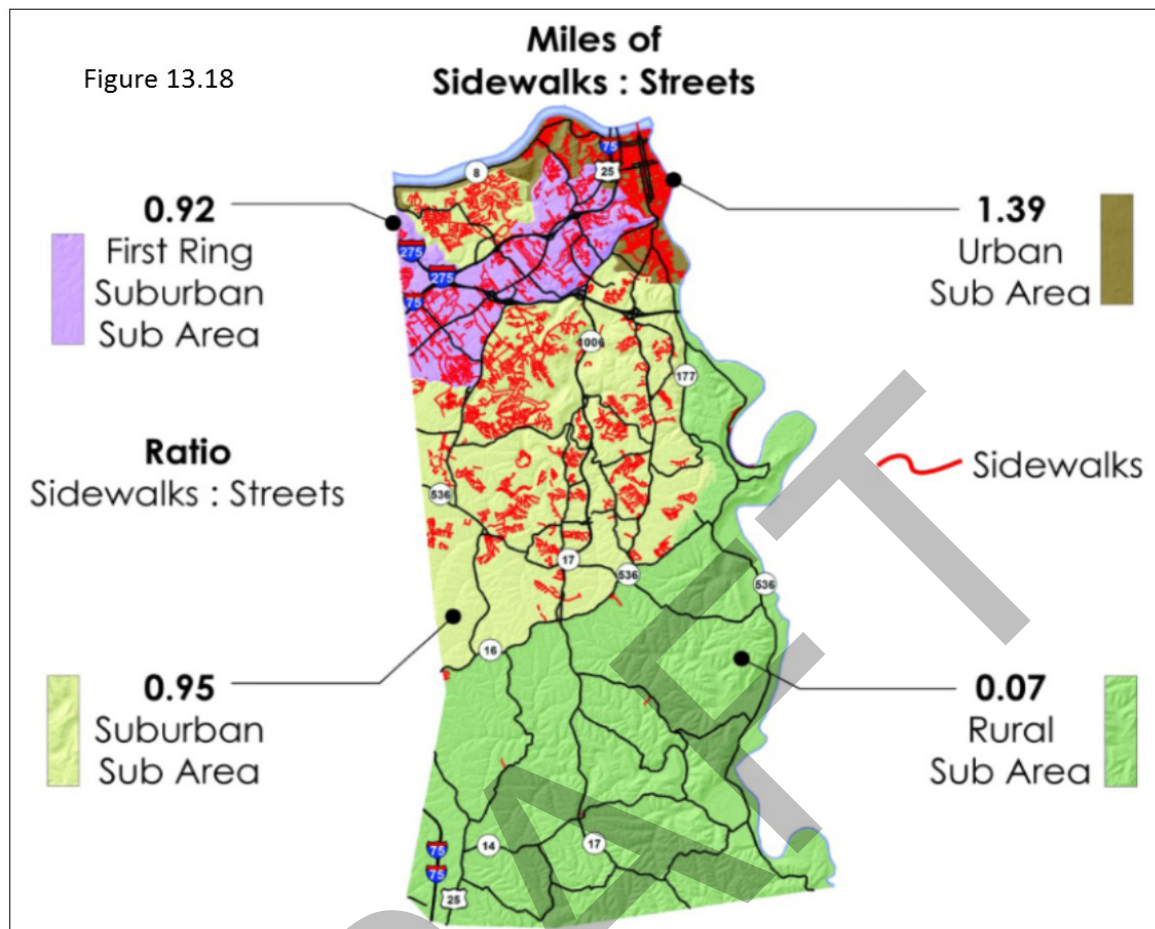 Figure 13.18
Miles of
Sidewalks : Streets
0.92
First Ring
Suburban
Sub Area
1.39
Urban
Sub Area
Ratio
Sidewalks : Streets
Sidewalks
0.95
Suburban
Sub Area
0.07
Rural
Sub Area
8
75
25
275
275
75
1006
177
536
17
536
536
16
14
17
75
75
25